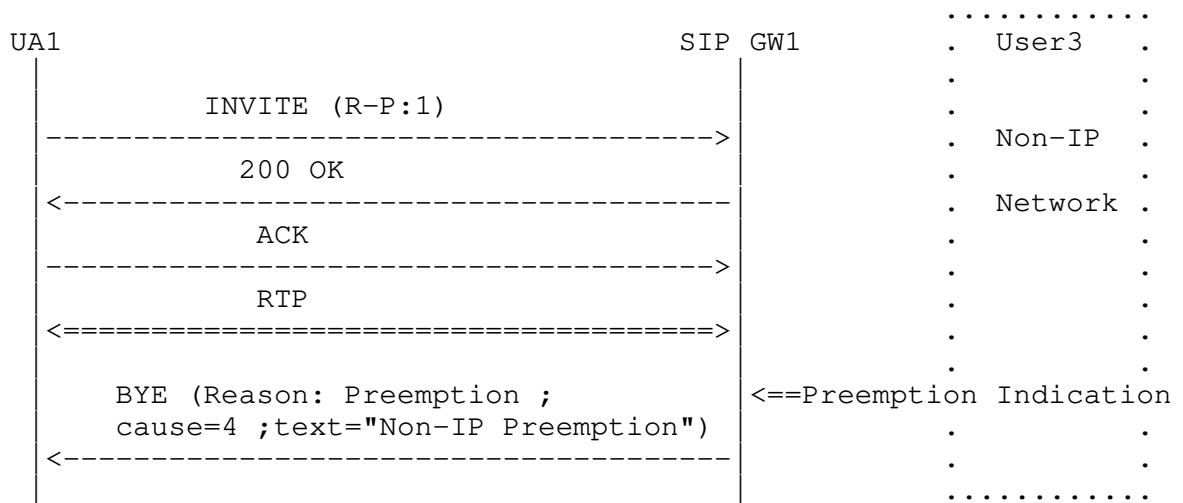 UA1 SIP GW1 . User3 .
INVITE (R-P:1)
. Non-IP .
200 OK
. Network .
ACK
RTP
BYE (Reason: Preemption ; <==Preemption Indication
cause=4 ;text="Non-IP Preemption")